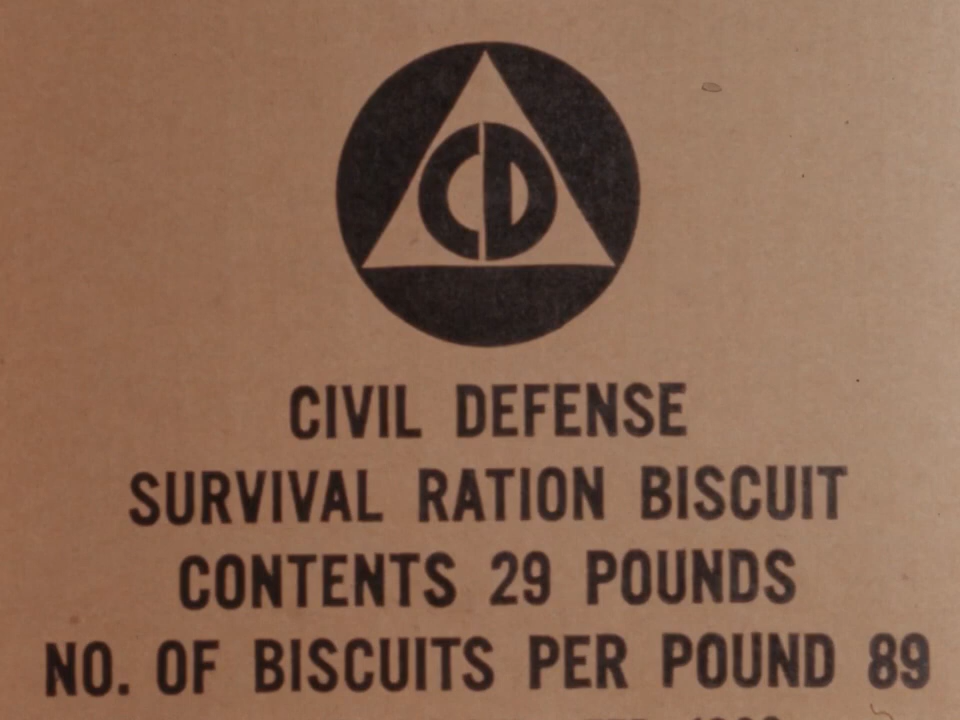 CD
CIVIL DEFENSE
SURVIVAL RATION BISCUIT
CONTENTS 29 POUNDS
NO. OF BISCUITS PER POUND 89